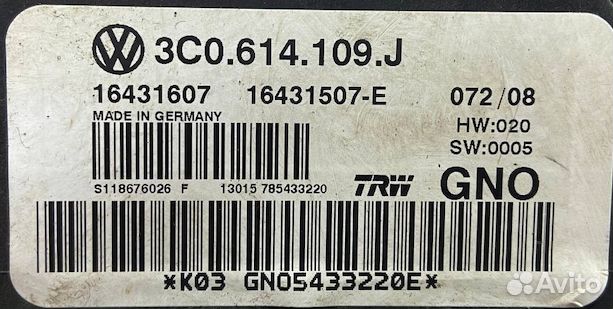 3C0.614.109.J
16431607 16431507-E 072/08
MADE IN GERMANY HW:020
SW:0005
S118676026 F 13015 785433220 TRW GNO
*K03 GNO5433220E*
Avito